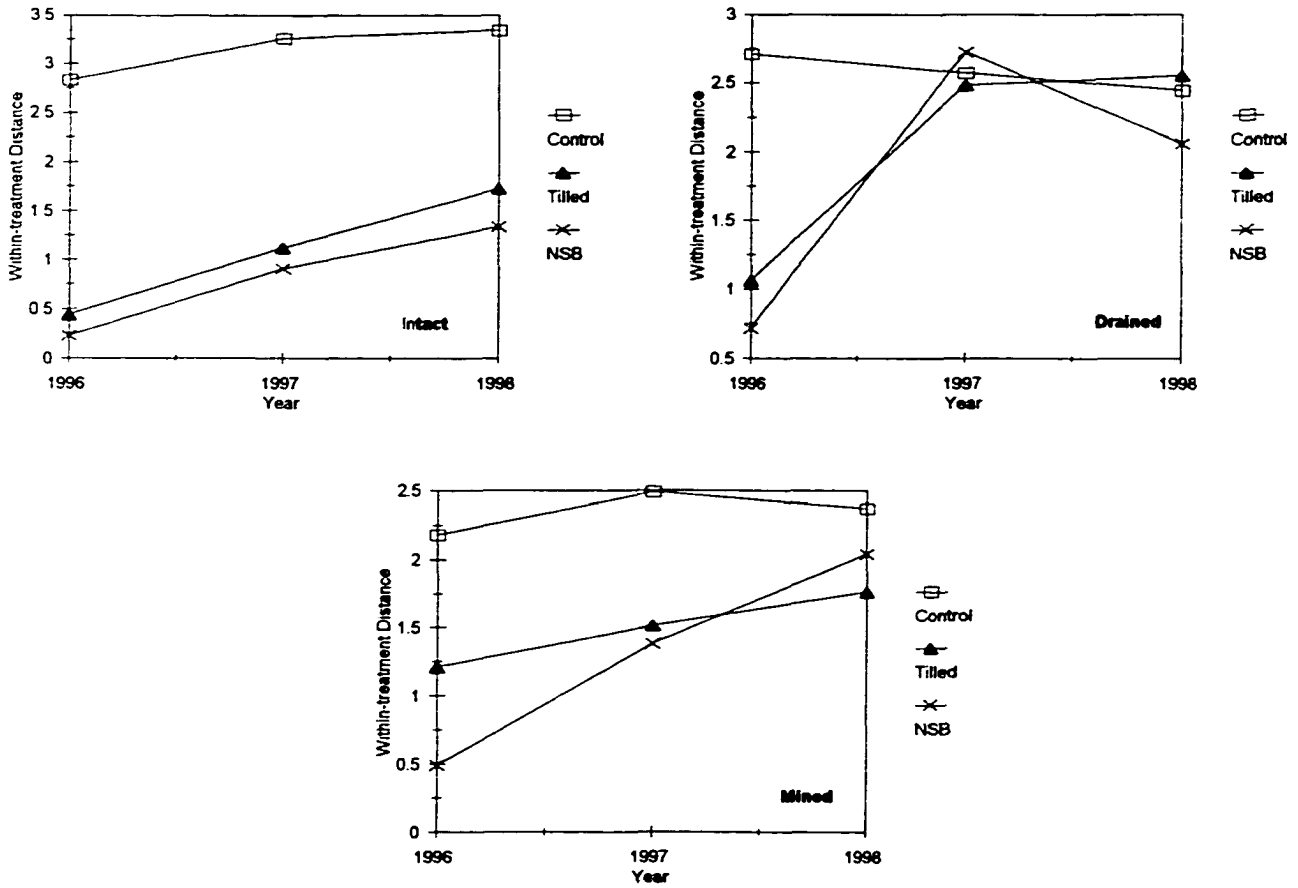 3.5
3
2.5
2
1.5
1
0.5
0
Within-treatment Distance
1996
1997
1998
Year
Intact
Control
Tilled
NSB
3
2.5
2
1.5
1
0.5
Within-treatment Distance
1996
1997
1998
Year
Drained
Control
Tilled
NSB
2.5
2
1.5
1
0.5
0
Within-treatment Distance
1996
1997
1998
Year
Mined
Control
Tilled
NSB